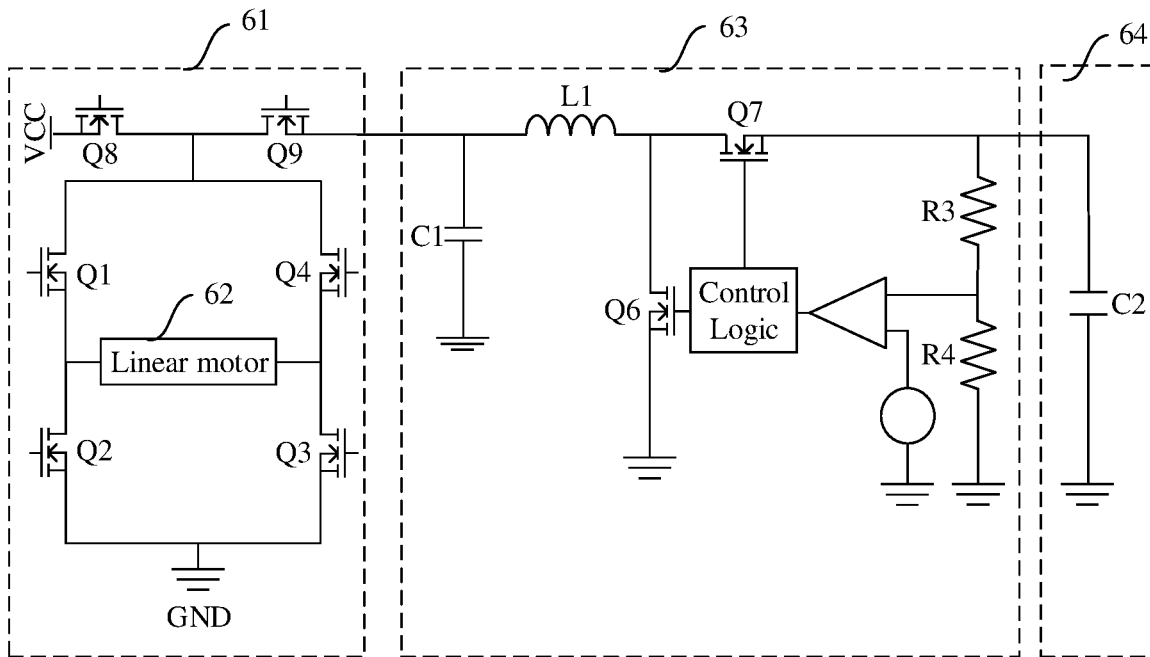 61
63
64
VCC
Q8
Q9
L1
Q7
Q1
Q4
C1
R3
62
Linear motor
Q6
Control
Logic
R4
C2
Q2
Q3
GND